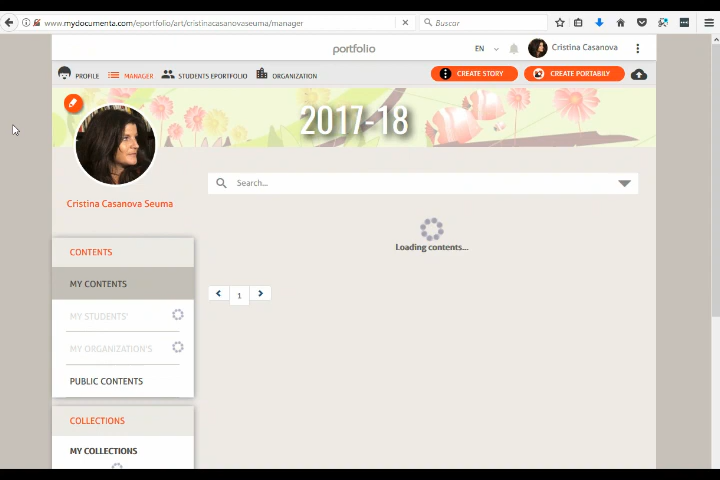 www.mydocumenta.com/eportfolio/art/cristinacasanovaseuma/manager
Buscar
portfolio
EN
Cristina Casanova
PROFILE
MANAGER
STUDENTS EPORTFOLIO
ORGANIZATION
CREATE STORY
CREATE PORTABILY
2017-18
Search...
Cristina Casanova Seuma
Loading contents...
CONTENTS
MY CONTENTS
1
MY STUDENTS'
MY ORGANIZATION'S
PUBLIC CONTENTS
COLLECTIONS
MY COLLECTIONS